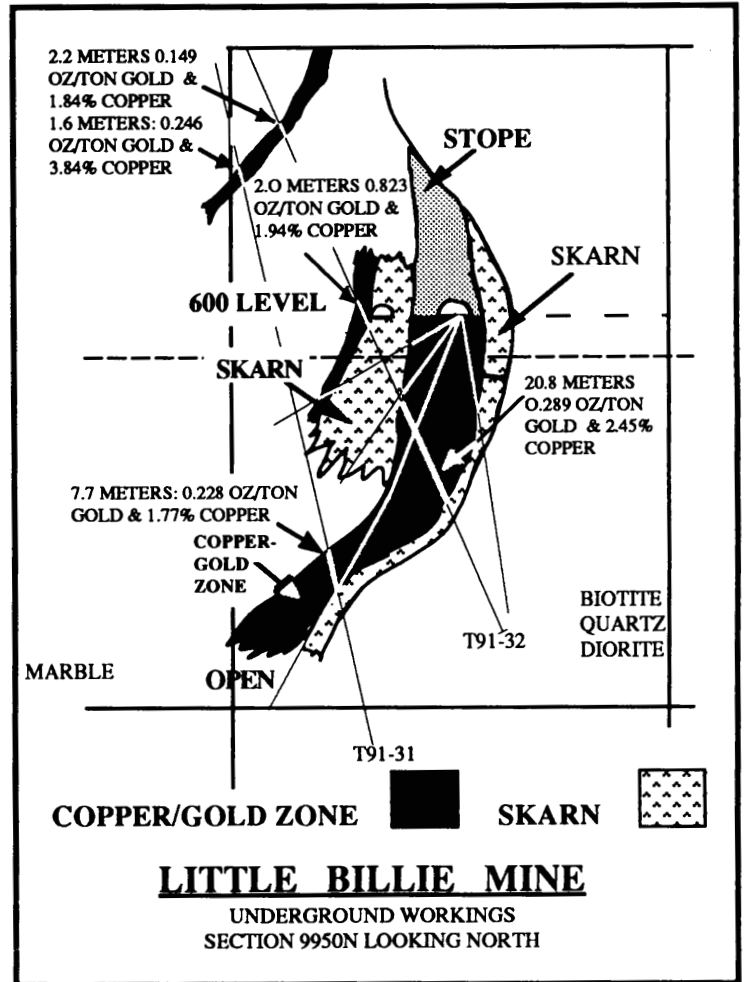 2.2 METERS 0.149
OZ/TON GOLD &
1.84% COPPER
1.6 METERS: 0.246
OZ/TON GOLD &
3.84% COPPER
STOPE
2.O METERS 0.823
OZ/TON GOLD &
1.94% COPPER
SKARN
600 LEVEL
SKARN
20.8 METERS
O.289 OZ/TON
GOLD & 2.45%
COPPER
7.7 METERS: 0.228 OZ/TON
GOLD & 1.77% COPPER
COPPER-
GOLD
ZONE
BIOTITE
QUARTZ
DIORITE
T91-32
MARBLE
OPEN
T91-31
COPPER/GOLD ZONE
SKARN
LITTLE BILLIE MINE
UNDERGROUND WORKINGS
SECTION 9950N LOOKING NORTH